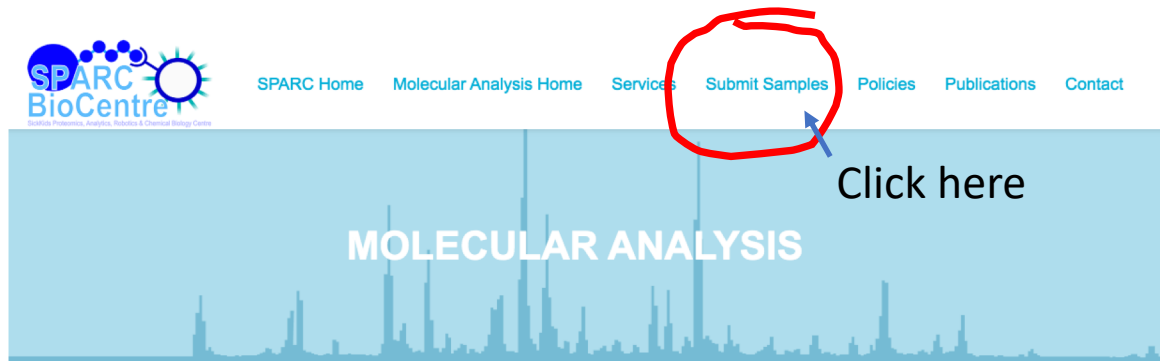 SPARC
BioCentre
SickKids Proteomics, Analytics, Robotics & Chemical Biology Centre
SPARC Home Molecular Analysis Home Services Submit Samples Policies Publications Contact
Click here
MOLECULAR ANALYSIS